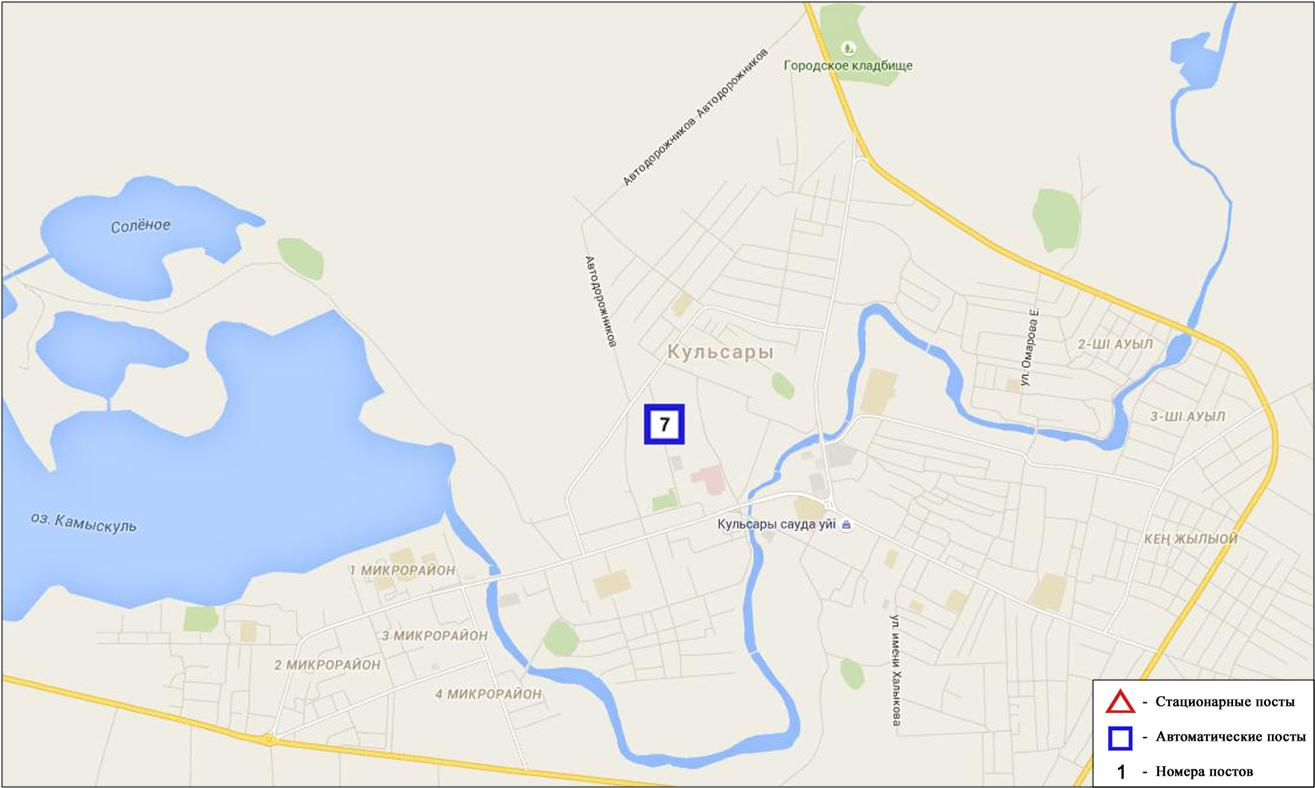 Городское кладбище
Автодорожников Автодорожников
Солёное
Автодорожников
ул. Омарова Е.
2-ШІ АУЫЛ
Кульсары
3-ШІ АУЫЛ
7
оз. Камыскуль
Кульсары сауда уйі
КЕҢ ЖЫЛЫОЙ
1 МИКРОРАЙОН
3 МИКРОРАЙОН
2 МИКРОРАЙОН
4 МИКРОРАЙОН
ул. имени Халыкова
- Стационарные посты
- Автоматические посты
1 - Номера постов